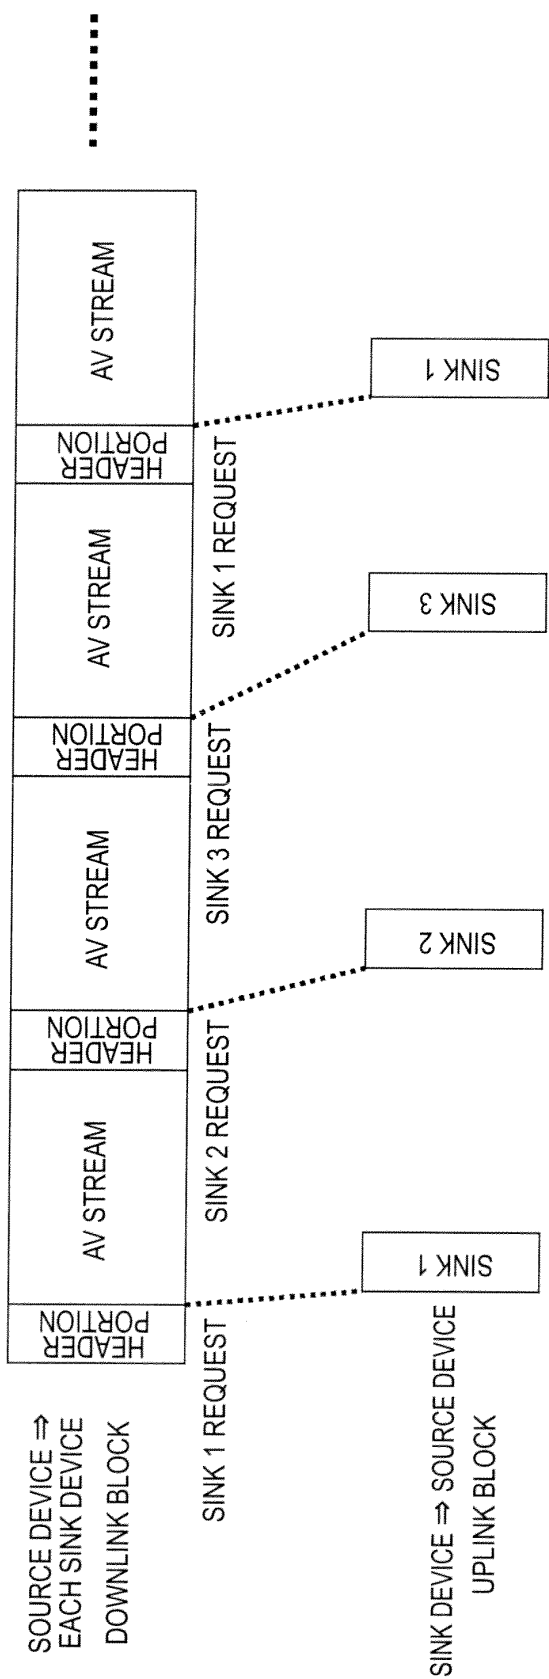 SOURCE DEVICE ⇒
EACH SINK DEVICE
DOWNLINK BLOCK
HEADER
PORTION
AV STREAM
HEADER
PORTION
AV STREAM
HEADER
PORTION
AV STREAM
HEADER
PORTION
AV STREAM
SINK 1 REQUEST
SINK 2 REQUEST
SINK 3 REQUEST
SINK 1 REQUEST
SINK DEVICE ⇒ SOURCE DEVICE
UPLINK BLOCK
SINK 1
SINK 2
SINK 3
SINK 1